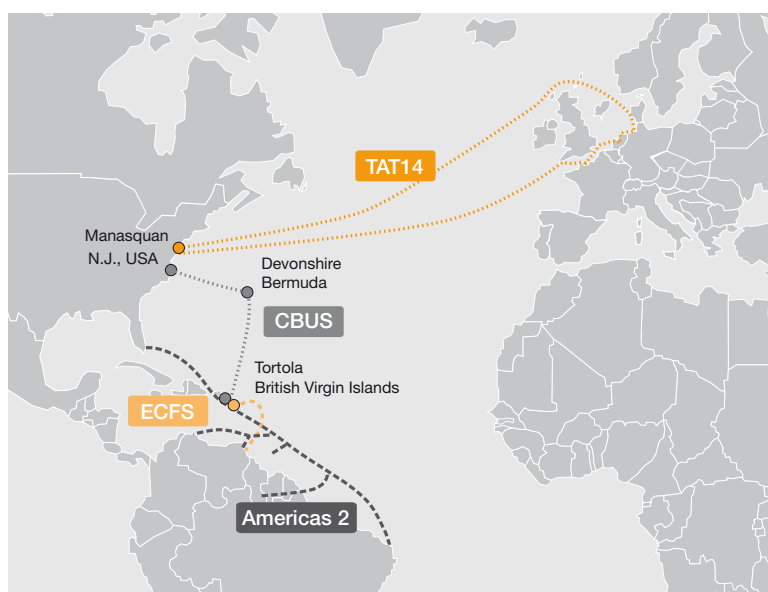 TAT14
Manasquan
N.J., USA
Devonshire
Bermuda
CBUS
Tortola
British Virgin Islands
ECFS
Americas 2